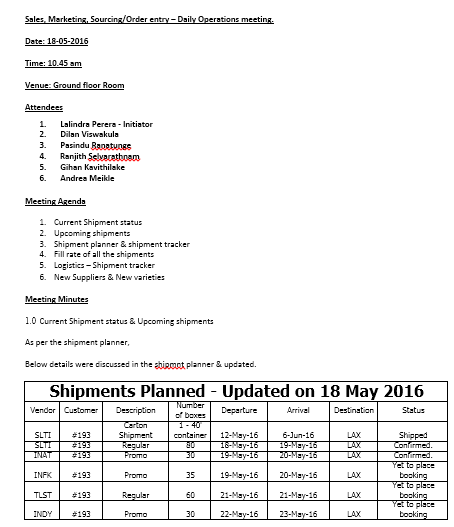 Sales, Marketing, Sourcing/Order entry – Daily Operations meeting.
Date: 18-05-2016
Time: 10.45 am
Venue: Ground floor Room
Attendees
1. Lalindra Perera - Initiator
2. Dilan Viswakula
3. Pasindu Ranatunge
4. Ranjith Selvarathnam
5. Gihan Kavithilake
6. Andrea Meikle
Meeting Agenda
1. Current Shipment status
2. Upcoming shipments
3. Shipment planner & shipment tracker
4. Fill rate of all the shipments
5. Logistics – Shipment tracker
6. New Suppliers & New varieties
Meeting Minutes
1.0 Current Shipment status & Upcoming shipments
As per the shipment planner,
Below details were discussed in the shipmnt planner & updated.
Shipments Planned - Updated on 18 May 2016
Vendor Customer Description Number of boxes Departure Arrival Destination Status
SLTI #193 Carton Shipment 1 - 40' container 12-May-16 6-Jun-16 LAX Shipped
SLTI #193 Regular 80 18-May-16 19-May-16 LAX Confirmed.
INAT #193 Promo 30 19-May-16 20-May-16 LAX Confirmed.
INFK #193 Promo 35 19-May-16 20-May-16 LAX Yet to place booking
TLST #193 Regular 60 21-May-16 21-May-16 LAX Yet to place booking
INDY #193 Promo 30 22-May-16 23-May-16 LAX Yet to place booking